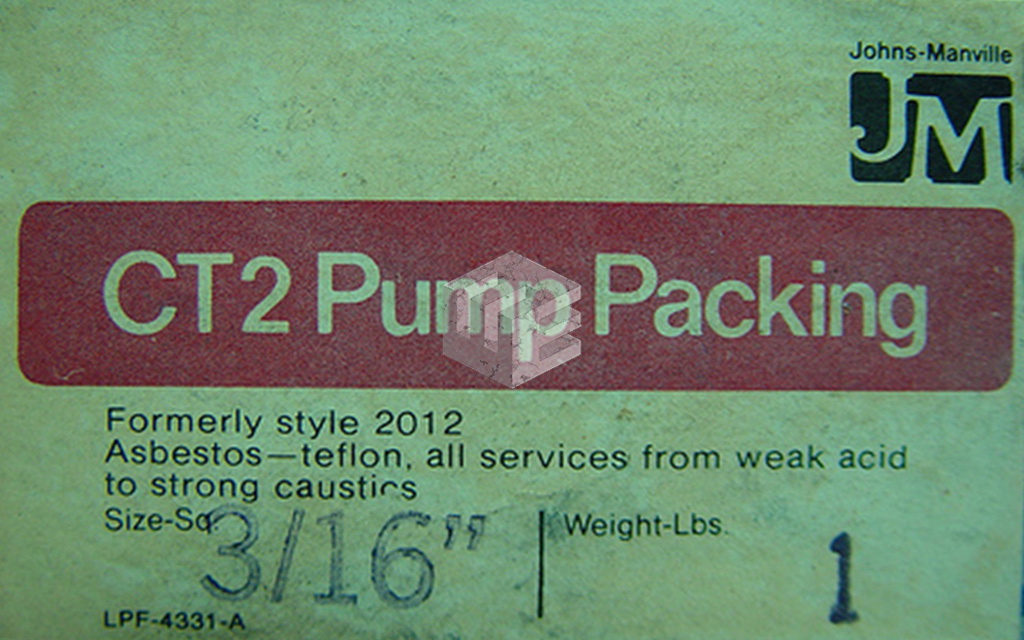 Johns-Manville
JM
CT2 Pump Packing
Formerly style 2012
Asbestos—teflon, all services from weak acid
to strong caustics
Size-Sq 3/16" Weight-Lbs. 1
LPF-4331-A